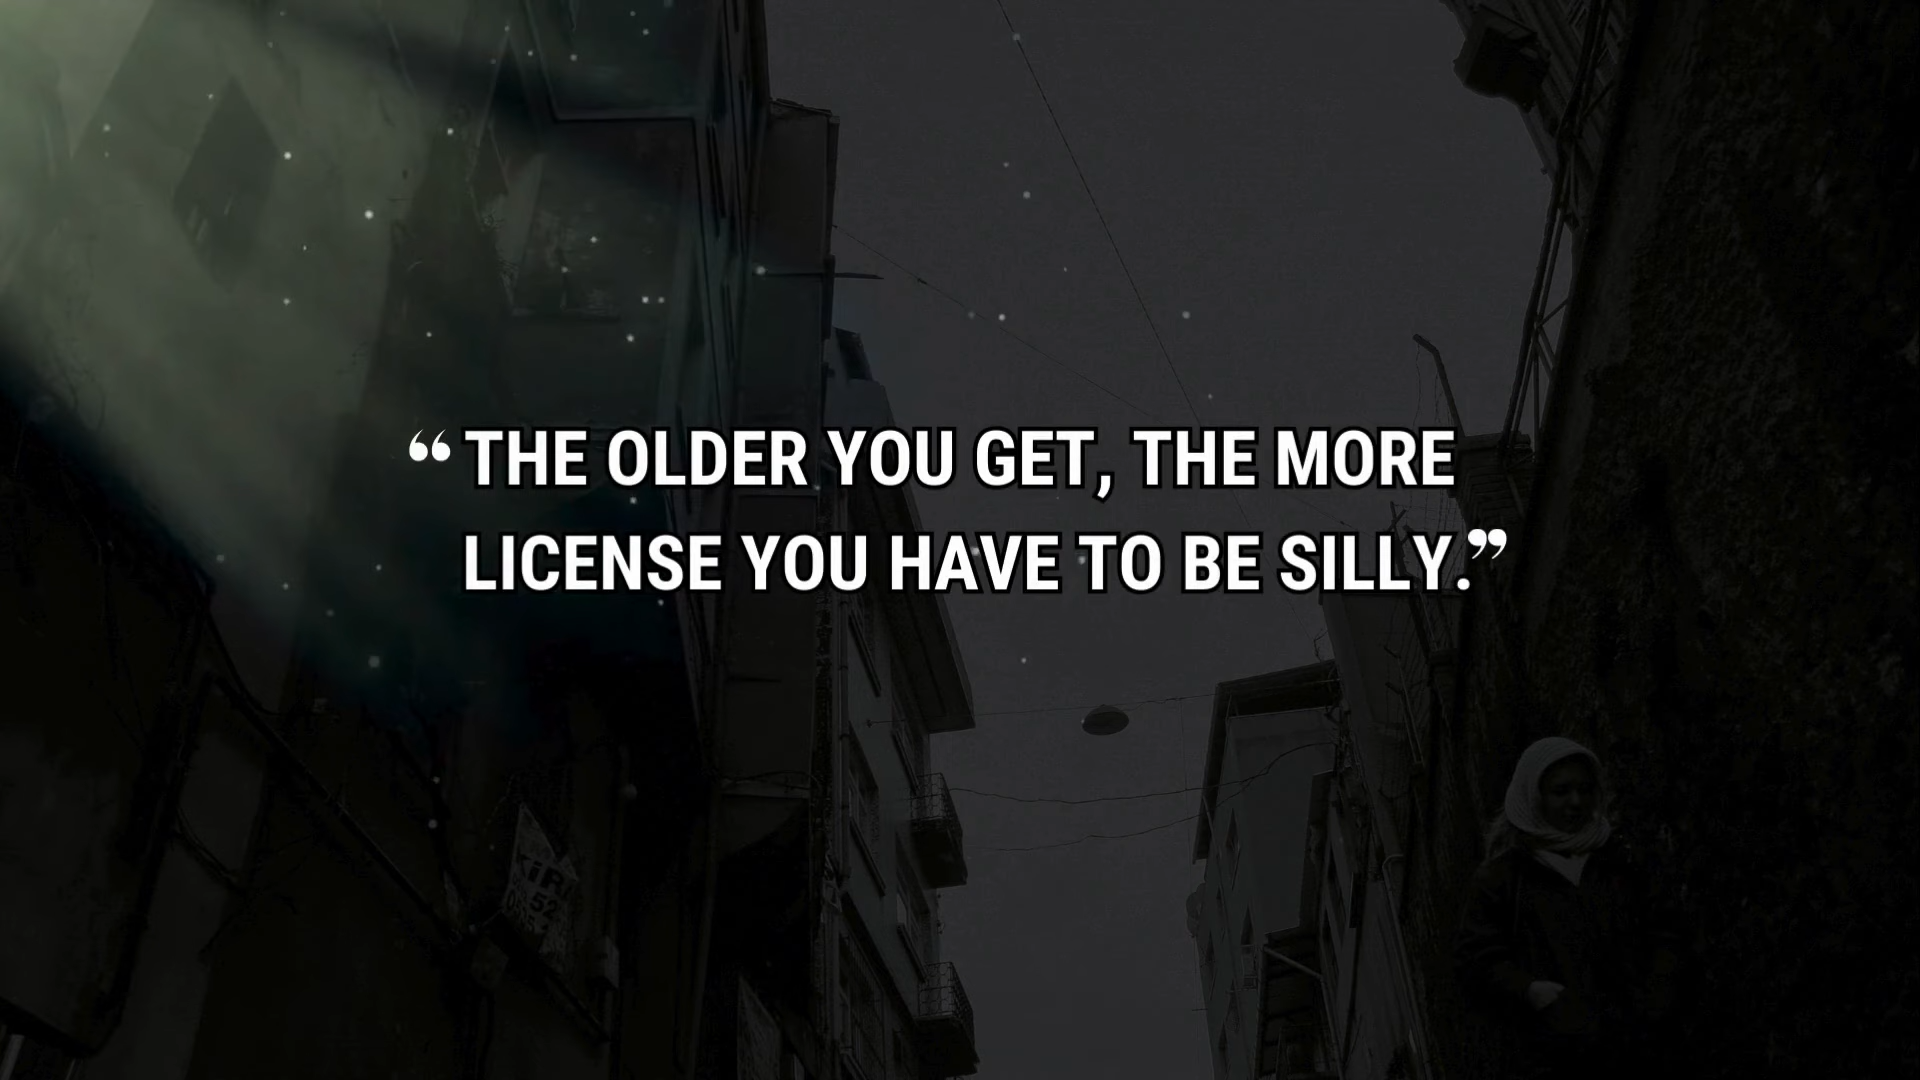 “THE OLDER YOU GET, THE MORE
LICENSE YOU HAVE TO BE SILLY.”